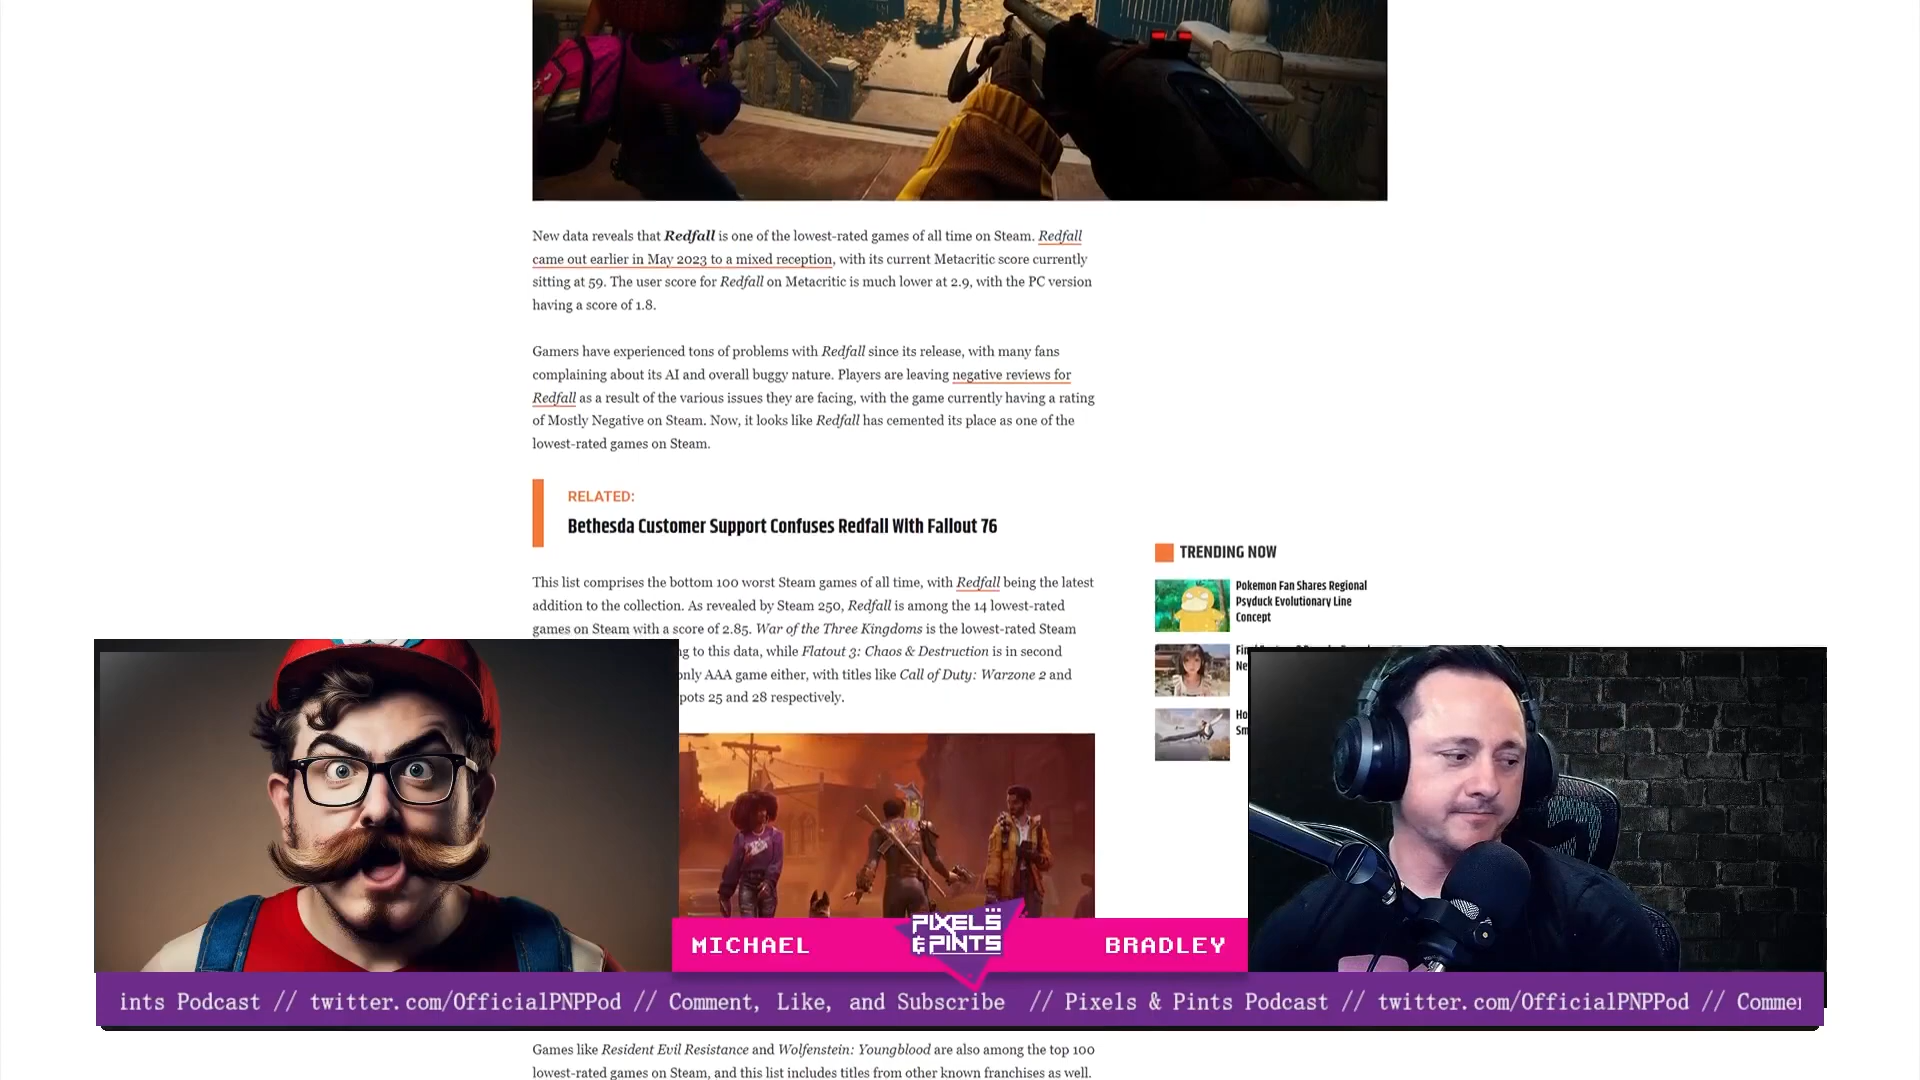 New data reveals that Redfall is one of the lowest-rated games of all time on Steam. Redfall
came out earlier in May 2023 to a mixed reception, with its current Metacritic score currently
sitting at 59. The user score for Redfall on Metacritic is much lower at 2.9, with the PC version
having a score of 1.8.
Gamers have experienced tons of problems with Redfall since its release, with many fans
complaining about its AI and overall buggy nature. Players are leaving negative reviews for
Redfall as a result of the various issues they are facing, with the game currently having a rating
of Mostly Negative on Steam. Now, it looks like Redfall has cemented its place as one of the
lowest-rated games on Steam.
RELATED:
Bethesda Customer Support Confuses Redfall With Fallout 76
This list comprises the bottom 100 worst Steam games of all time, with Redfall being the latest
addition to the collection. As revealed by Steam 250, Redfall is among the 14 lowest-rated
games on Steam with a score of 2.85. War of the Three Kingdoms is the lowest-rated Steam
ng to this data, while Flatout 3: Chaos & Destruction is in second
only AAA game either, with titles like Call of Duty: Warzone 2 and
pots 25 and 28 respectively.
TRENDING NOW
Pokemon Fan Shares Regional
Psyduck Evolutionary Line
Concept
Fin
Ne
Ho
Sm
MICHAEL
PIXELS
& PINTS
BRADLEY
ints Podcast // twitter.com/OfficialPNPPod // Comment, Like, and Subscribe // Pixels & Pints Podcast // twitter.com/OfficialPNPPod // Commen
Games like Resident Evil Resistance and Wolfenstein: Youngblood are also among the top 100
lowest-rated games on Steam, and this list includes titles from other known franchises as well.